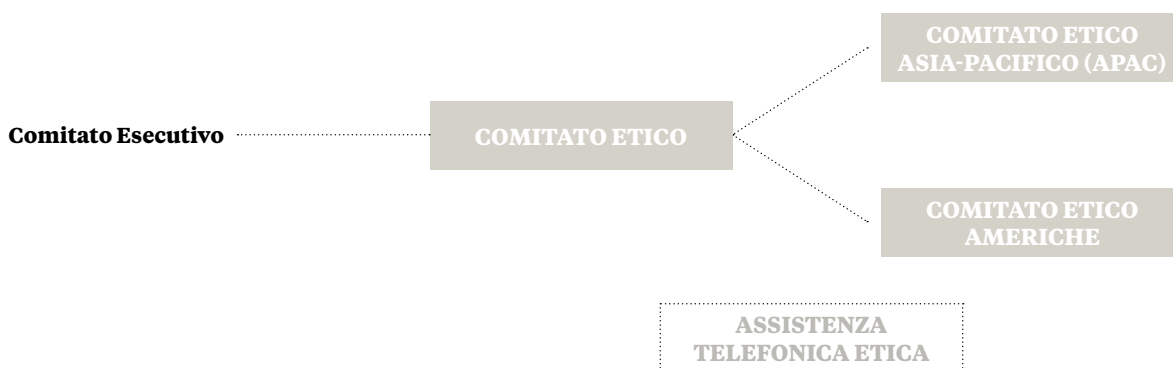 COMITATO ETICO
ASIA-PACIFICO (APAC)
Comitato Esecutivo
COMITATO ETICO
COMITATO ETICO
AMERICHE
ASSISTENZA
TELEFONICA ETICA